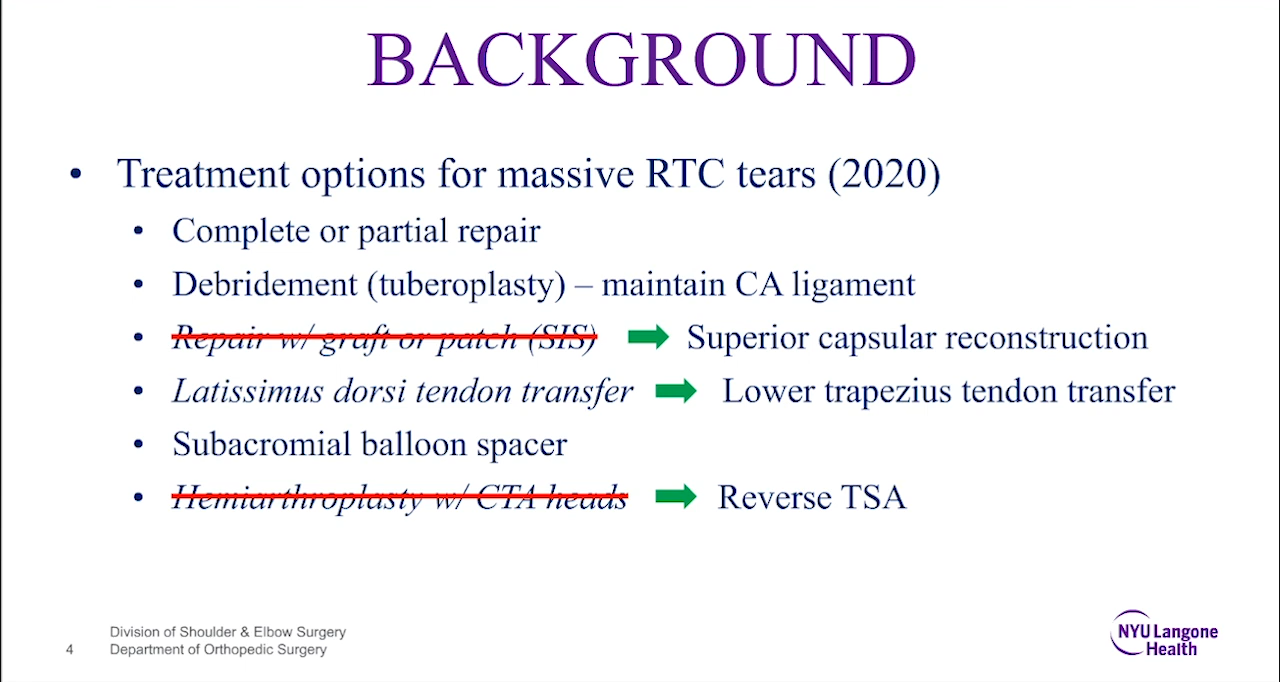 BACKGROUND
• Treatment options for massive RTC tears (2020)
• Complete or partial repair
• Debridement (tuberoplasty) – maintain CA ligament
• Repair w/ graft or patch (SIS) Superior capsular reconstruction
• Latissimus dorsi tendon transfer Lower trapezius tendon transfer
• Subacromial balloon spacer
• Hemiarthroplasty w/ CTA heads Reverse TSA
Division of Shoulder & Elbow Surgery
4 Department of Orthopedic Surgery
NYU Langone
Health